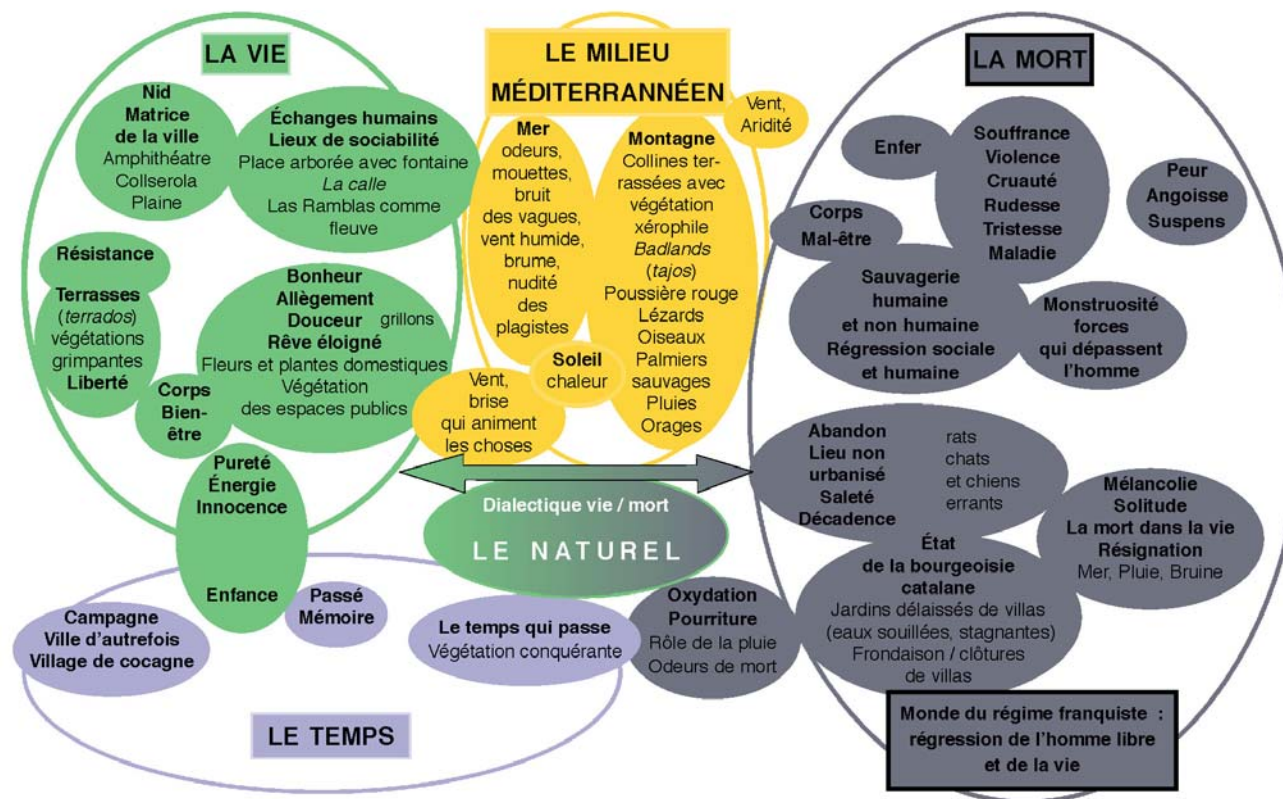 LA VIE
Nid
Matrice
de la ville
Amphithéatre
Collserola
Plaine
Échanges humains
Lieux de sociabilité
Place arborée avec fontaine
La calle
Las Ramblas comme
fleuve
Résistance
Terrasses
(terrados)
végétations
grimpantes
Liberté
Bonheur
Allègement
Douceur
grillons
Rêve éloigné
Fleurs et plantes domestiques
Végétation
des espaces publics
Corps
Bien-
être
Pureté
Énergie
Innocence
Enfance
LE MILIEU
MÉDITERRANNÉEN
Vent,
Aridité
Mer
odeurs,
mouettes,
bruit
des vagues,
vent humide,
brume,
nudité
des
plagistes
Montagne
Collines ter-
rassées avec
végétation
xérophile
Badlands
(tajos)
Poussière rouge
Lézards
Oiseaux
Palmiers
sauvages
Pluies
Orages
Soleil
chaleur
Vent,
brise
qui animent
les choses
Dialectique vie / mort
LE NATUREL
LA MORT
Enfer
Souffrance
Violence
Cruauté
Rudesse
Tristesse
Maladie
Peur
Angoisse
Suspens
Corps
Mal-être
Sauvagerie
humaine
et non humaine
Régression sociale
et humaine
Monstruosité
forces
qui dépassent
l'homme
Abandon
Lieu non
urbanisé
Saleté
Décadence
rats
chats
et chiens
errants
Mélancolie
Solitude
La mort dans la vie
Résignation
Mer, Pluie, Bruine
État
de la bourgeoisie
catalane
Jardins délaissés de villas
(eaux souillées, stagnantes)
Frondaison / clôtures
de villas
Oxydation
Pourriture
Rôle de la pluie
Odeurs de mort
Monde du régime franquiste :
régression de l'homme libre
et de la vie
Campagne
Ville d'autrefois
Village de cocagne
Passé
Mémoire
Le temps qui passe
Végétation conquérante
LE TEMPS